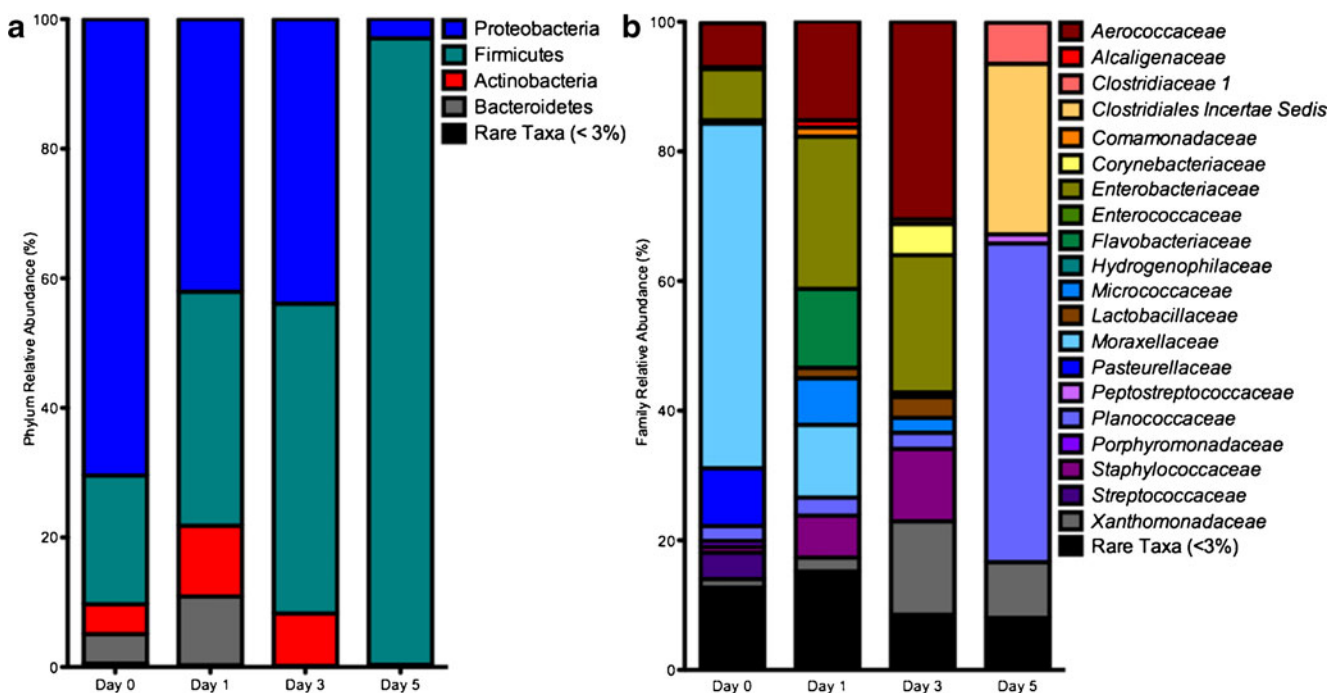 a
100
80
60
40
20
0
Phylum Relative Abundance (%)
Day 0
Day 1
Day 3
Day 5
Proteobacteria
Firmicutes
Actinobacteria
Bacteroidetes
Rare Taxa (< 3%)
b
100
80
60
40
20
0
Family Relative Abundance (%)
Day 0
Day 1
Day 3
Day 5
Aerococcaceae
Alcaligenaceae
Clostridiaceae 1
Clostridiales Incertae Sedis
Comamonadaceae
Corynebacteriaceae
Enterobacteriaceae
Enterococcaceae
Flavobacteriaceae
Hydrogenophilaceae
Micrococcaceae
Lactobacillaceae
Moraxellaceae
Pasteurellaceae
Peptostreptococcaceae
Planococcaceae
Porphyromonadaceae
Staphylococcaceae
Streptococcaceae
Xanthomonadaceae
Rare Taxa (<3%)